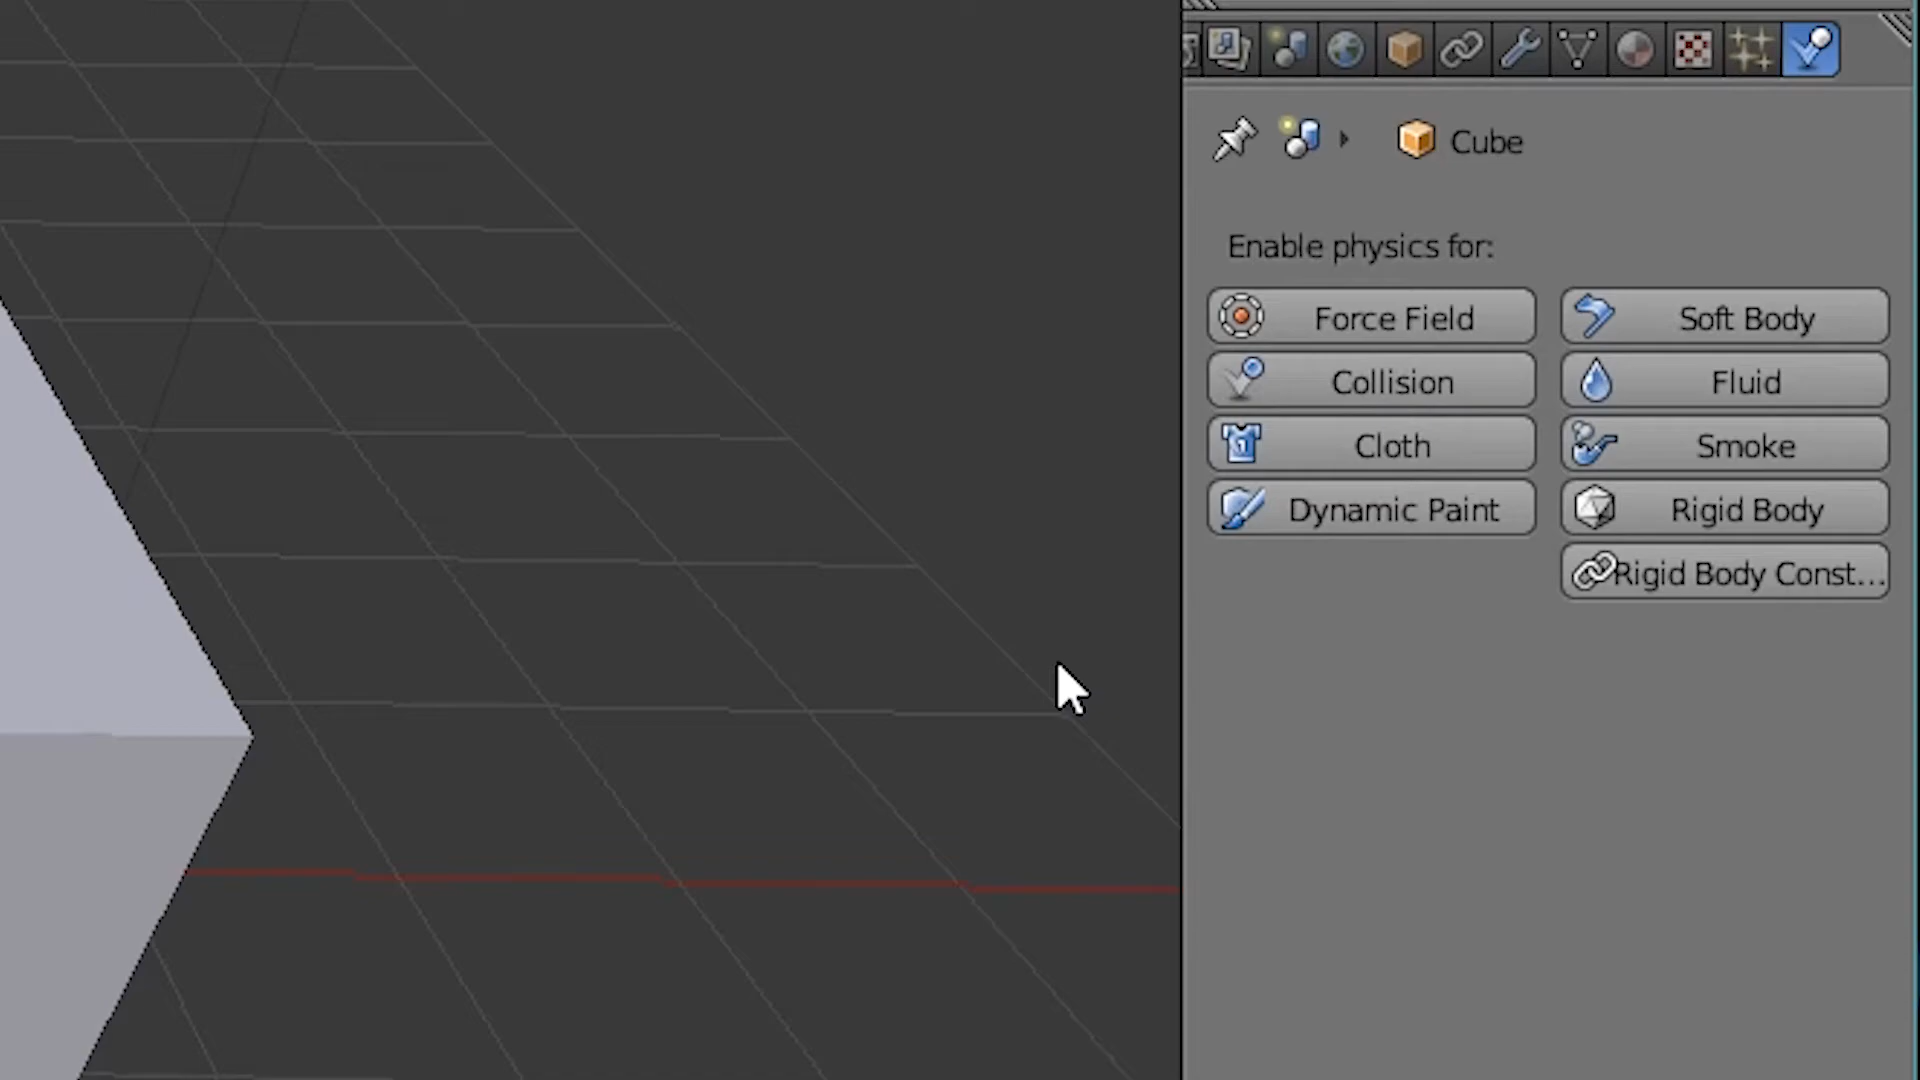 Cube
Enable physics for:
Force Field
Soft Body
Collision
Fluid
Cloth
Smoke
Dynamic Paint
Rigid Body
Rigid Body Const...